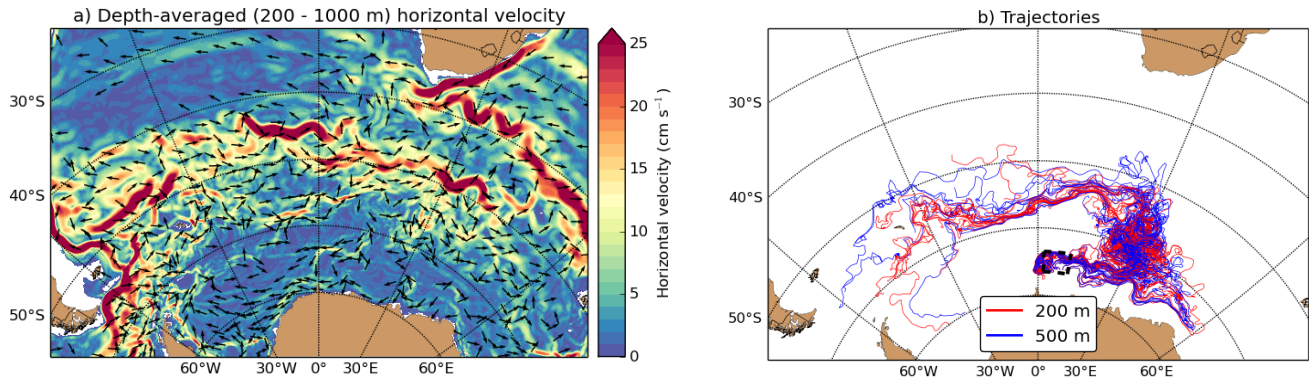 a) Depth-averaged (200 - 1000 m) horizontal velocity
30°S
40°S
50°S
60°W
30°W
0°
30°E
60°E
25
20
15
10
5
0
Horizontal velocity (cm s⁻¹)
b) Trajectories
30°S
40°S
50°S
200 m
500 m
60°W
30°W
0°
30°E
60°E